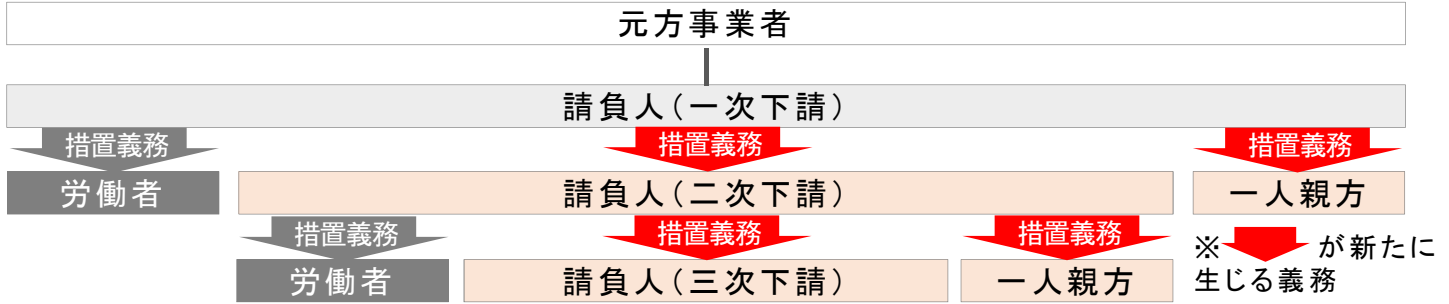 元方事業者
請負人（一次下請）
措置義務 措置義務 措置義務
労働者 請負人（二次下請） 一人親方
措置義務 措置義務 措置義務
労働者 請負人（三次下請） 一人親方
※ が新たに
生じる義務